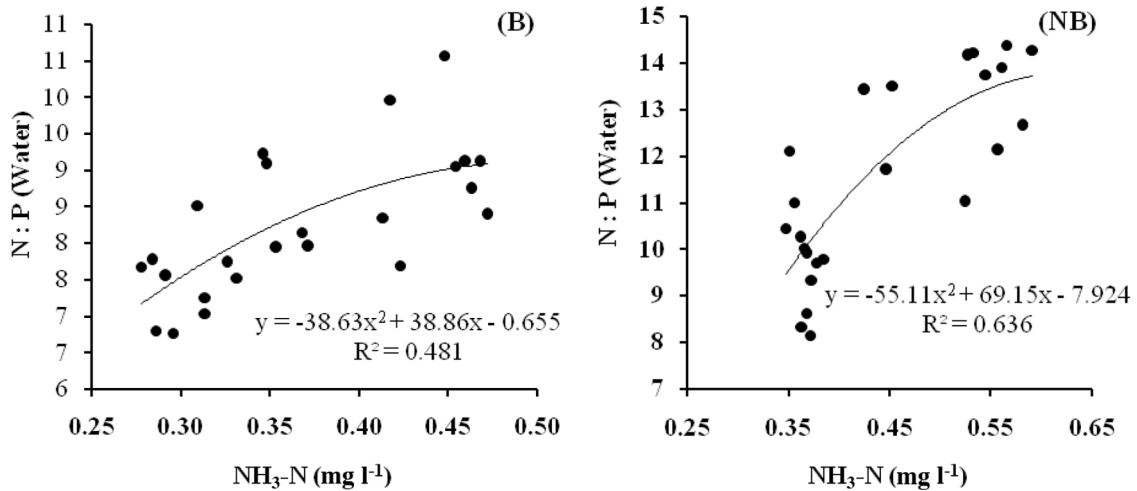 (B)
11
11
10
10
9
9
8
8
7
7
6
N : P (Water)
y = -38.63x² + 38.86x - 0.655
R² = 0.481
0.25 0.30 0.35 0.40 0.45 0.50
NH₃-N (mg l⁻¹)
(NB)
15
14
13
12
11
10
9
8
7
N : P (Water)
y = -55.11x² + 69.15x - 7.924
R² = 0.636
0.25 0.35 0.45 0.55 0.65
NH₃-N (mg l⁻¹)